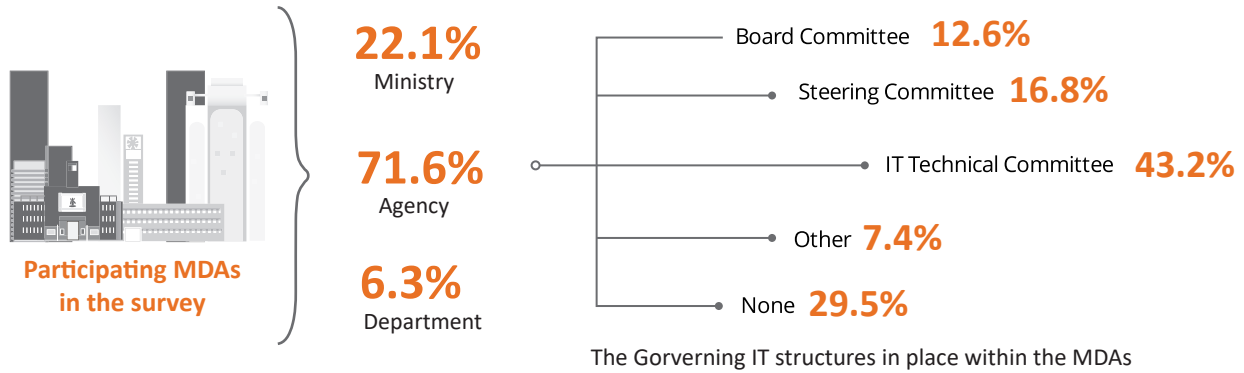 Participating MDAs
in the survey
22.1%
Ministry
71.6%
Agency
6.3%
Department
Board Committee 12.6%
Steering Committee 16.8%
IT Technical Committee 43.2%
Other 7.4%
None 29.5%
The Gorverning IT structures in place within the MDAs